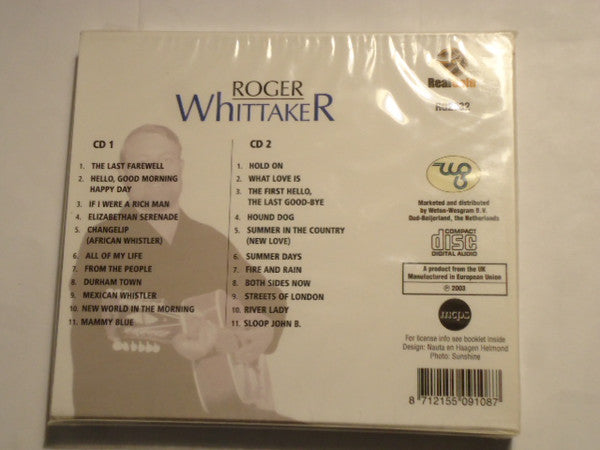 ROGER
WHITTAKER
CD 1
1. THE LAST FAREWELL
2. HELLO, GOOD MORNING
HAPPY DAY
3. IF I WERE A RICH MAN
4. ELIZABETHAN SERENADE
5. CHANGELIP
(AFRICAN WHISTLER)
6. ALL OF MY LIFE
7. FROM THE PEOPLE
8. DURHAM TOWN
9. MEXICAN WHISTLER
10. NEW WORLD IN THE MORNING
11. MAMMY BLUE
CD 2
1. HOLD ON
2. WHAT LOVE IS
3. THE FIRST HELLO,
THE LAST GOOD-BYE
4. HOUND DOG
5. SUMMER IN THE COUNTRY
(NEW LOVE)
6. SUMMER DAYS
7. FIRE AND RAIN
8. BOTH SIDES NOW
9. STREETS OF LONDON
10. RIVER LADY
11. SLOOP JOHN B.
wg
Marketed and distributed
by Weton-Wesgram B.V.
Oud-Beijerland, the Netherlands
COMPACT
disc
DIGITAL AUDIO
A product from the UK
Manufactured in European Union
℗ 2003
mcps
For license info see booklet inside
Design: Nauta en Haagen Helmond
Photo: Sunshine
8 712155 091087